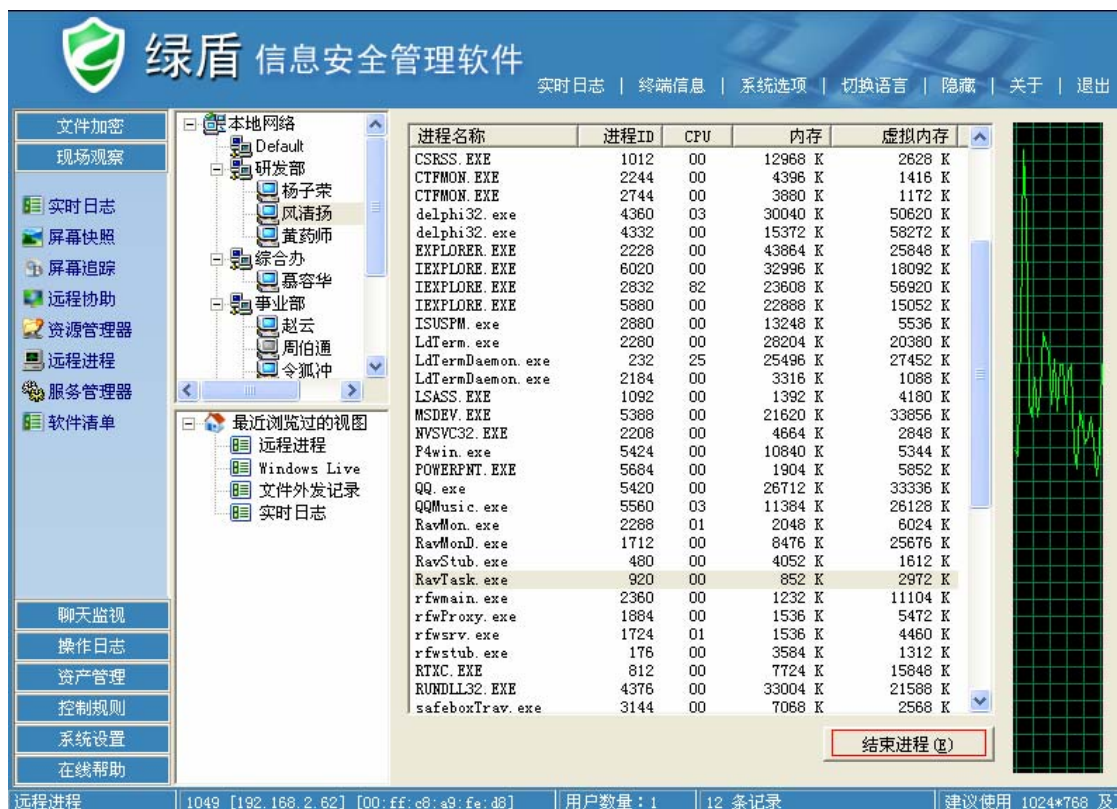 绿盾 信息安全管理软件
实时日志 | 终端信息 | 系统选项 | 切换语言 | 隐藏 | 关于 | 退出
文件加密
现场观察
实时日志
屏幕快照
屏幕追踪
远程协助
资源管理器
远程进程
服务管理器
软件清单
聊天监视
操作日志
资产管理
控制规则
系统设置
在线帮助
本地网络
Default
研发部
杨子荣
风清扬
黄药师
综合办
慕容华
事业部
赵云
周伯通
令狐冲
最近浏览过的视图
远程进程
Windows Live
文件外发记录
实时日志
进程名称 进程ID CPU 内存 虚拟内存
CSRSS.EXE 1012 00 12968 K 2628 K
CTFMON.EXE 2244 00 4396 K 1416 K
CTFMON.EXE 2744 00 3880 K 1172 K
delphi32.exe 4360 03 30040 K 50620 K
delphi32.exe 4332 00 15372 K 58272 K
EXPLORER.EXE 2228 00 43864 K 25848 K
IEXPLORE.EXE 6020 00 32996 K 18092 K
IEXPLORE.EXE 2832 82 23608 K 56920 K
IEXPLORE.EXE 5880 00 22888 K 15052 K
ISUSPM.exe 2880 00 13248 K 5536 K
LdTerm.exe 2280 00 28204 K 20380 K
LdTermDaemon.exe 232 25 25496 K 27452 K
LdTermDaemon.exe 2184 00 3316 K 1088 K
LSASS.EXE 1092 00 1392 K 4180 K
MSDEV.EXE 5388 00 21620 K 33856 K
NVSVC32.EXE 2208 00 4664 K 2848 K
P4win.exe 5424 00 10840 K 5344 K
POWERPNT.EXE 5684 00 1904 K 5852 K
QQ.exe 5420 00 26712 K 33336 K
QQMusic.exe 5560 03 11384 K 26128 K
RavMon.exe 2288 01 2048 K 6024 K
RavMonD.exe 1712 00 8476 K 25676 K
RavStub.exe 480 00 4052 K 1612 K
RavTask.exe 920 00 852 K 2972 K
rfwmain.exe 2360 00 1232 K 11104 K
rfwProxy.exe 1884 00 1536 K 5472 K
rfwsrv.exe 1724 01 1536 K 4460 K
rfwstub.exe 176 00 3584 K 1312 K
RTXC.EXE 812 00 7724 K 15848 K
RUNDLL32.EXE 4376 00 33004 K 21588 K
safeboxTray.exe 3144 00 7068 K 2568 K
结束进程(E)
远程进程 1049 [192.168.2.62] [00:ff:c8:a9:fe:d8] 用户数量：1 12 条记录 建议使用 1024*768 及